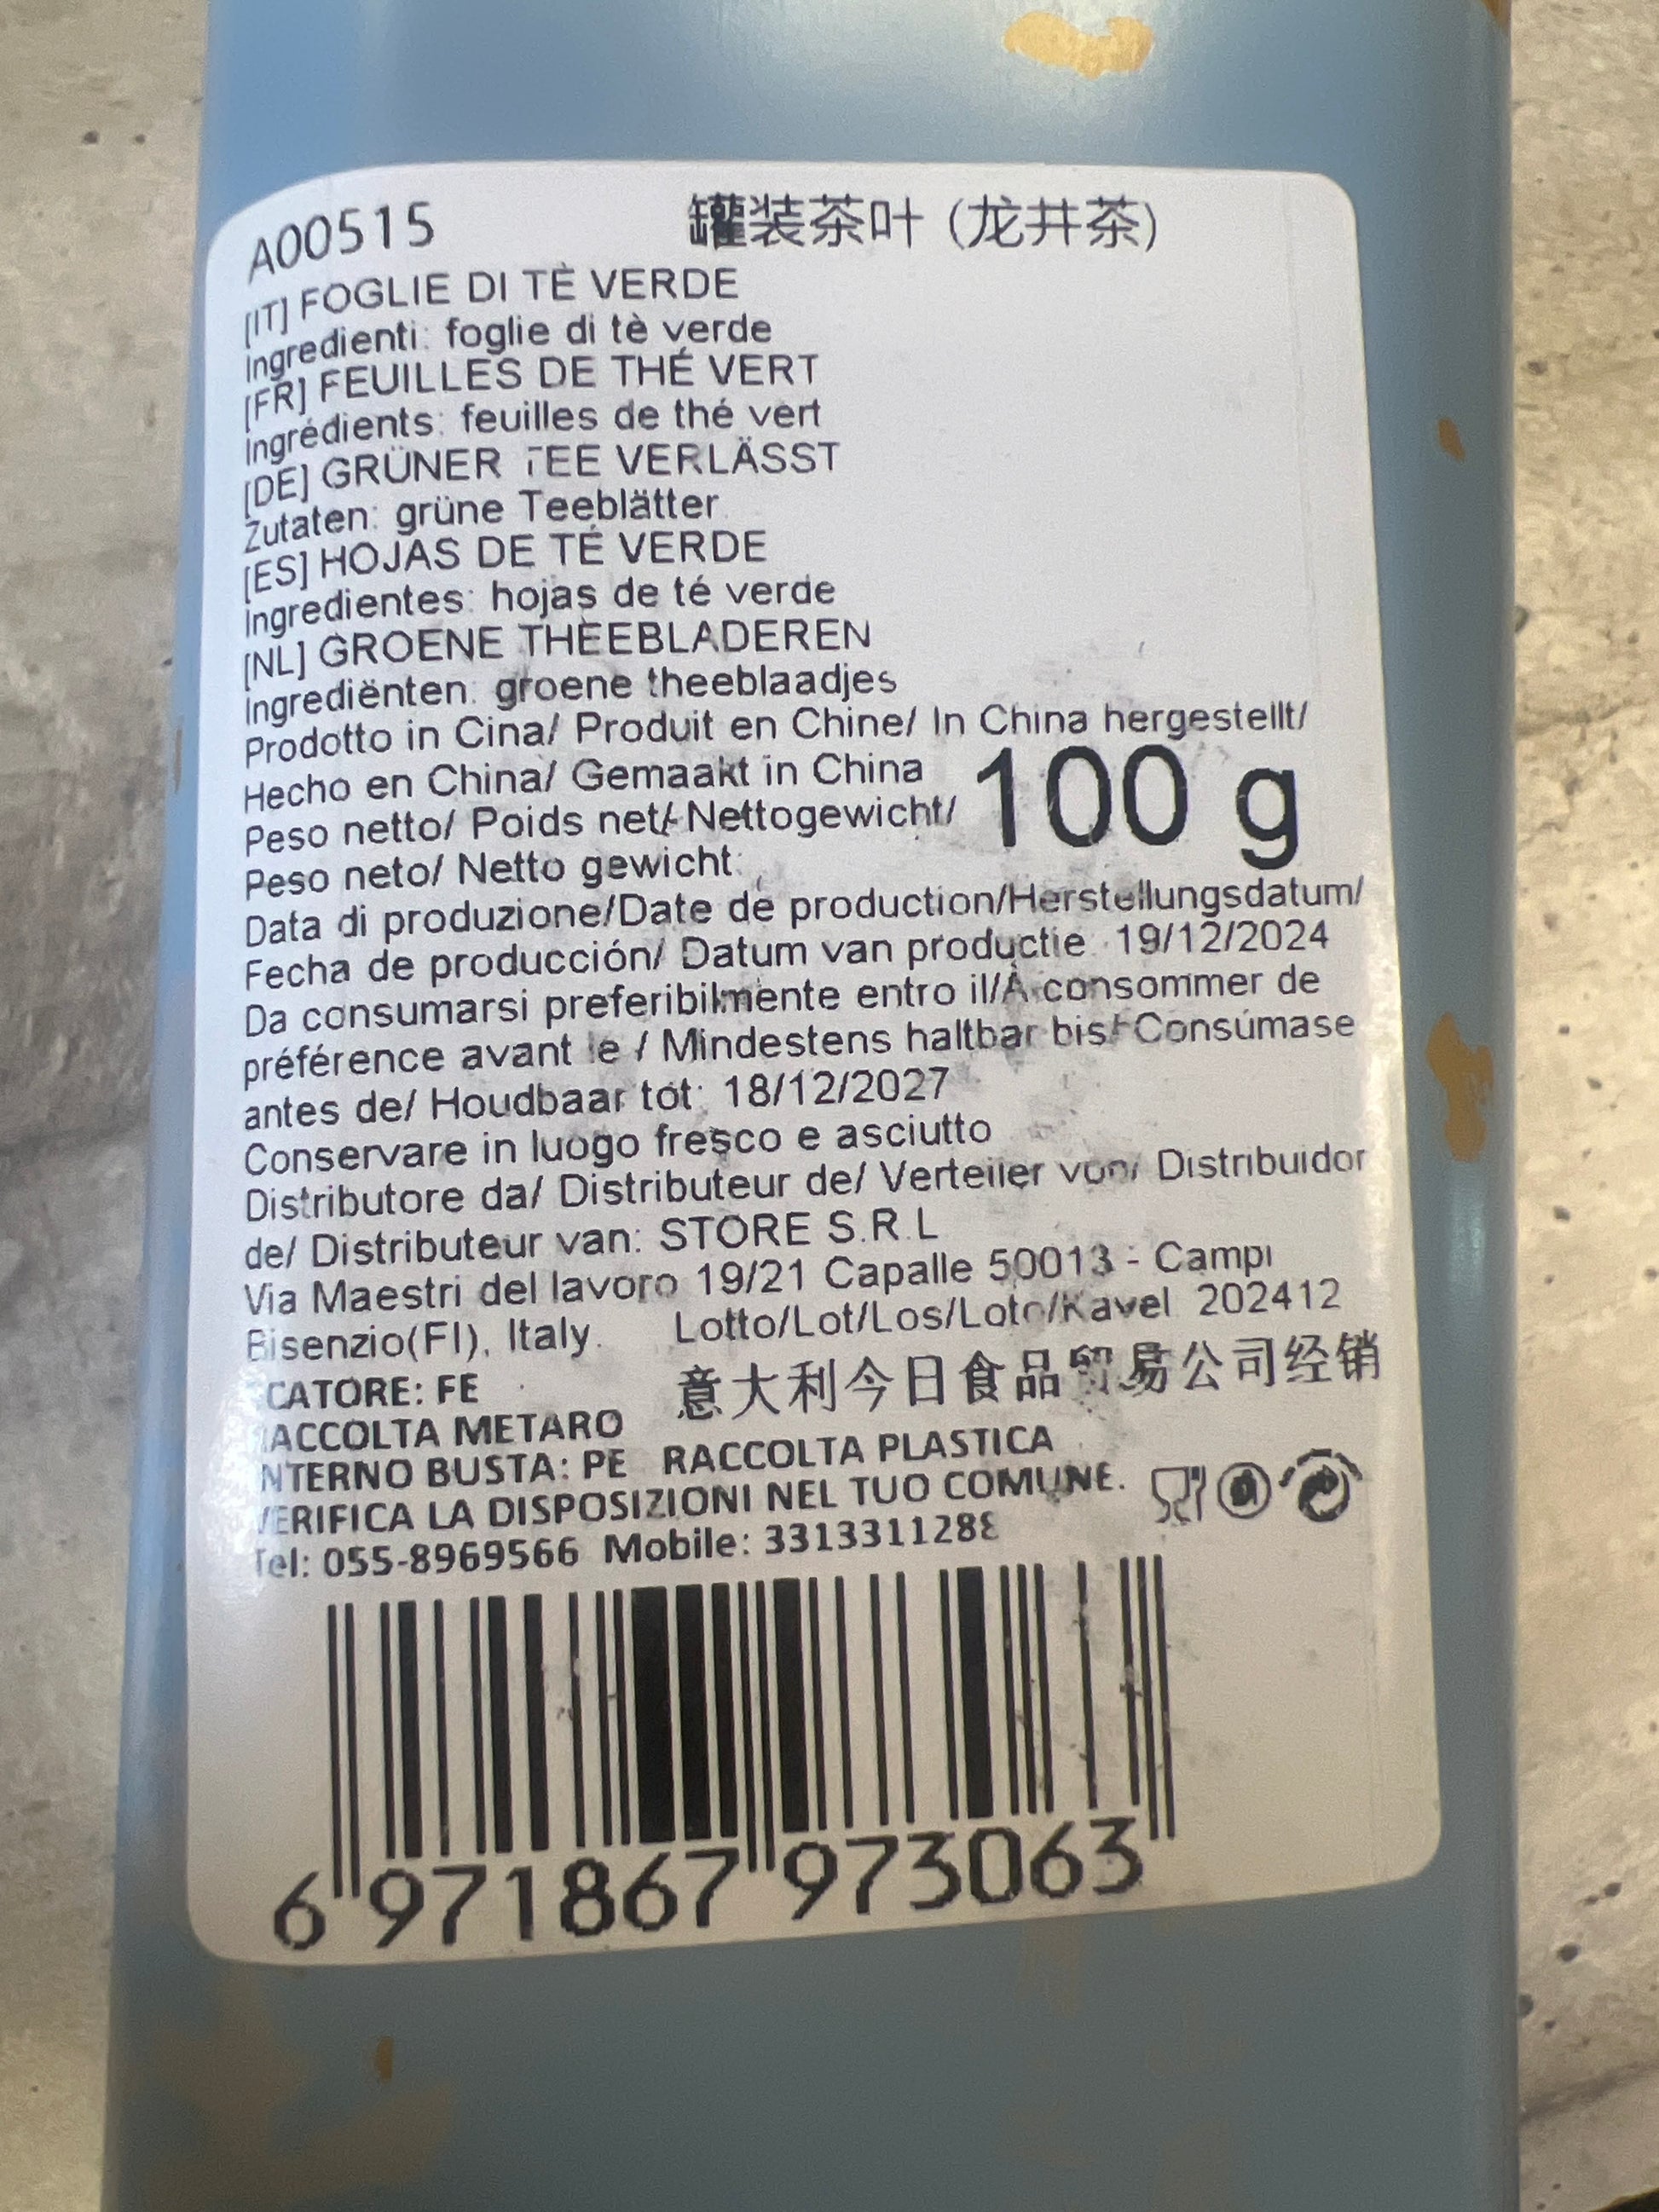 A00515 罐装茶叶 (龙井茶)
[IT] FOGLIE DI TÈ VERDE
Ingredienti: foglie di tè verde
[FR] FEUILLES DE THÉ VERT
Ingrédients: feuilles de thé vert
[DE] GRÜNER TEE VERLÄSST
Zutaten: grüne Teeblätter
[ES] HOJAS DE TÉ VERDE
Ingredientes: hojas de té verde
[NL] GROENE THEEBLADEREN
Ingrediënten: groene theeblaadjes
Prodotto in Cina/ Produit en Chine/ In China hergestellt/
Hecho en China/ Gemaakt in China
Peso netto/ Poids net/ Nettogewicht/ 100 g
Peso neto/ Netto gewicht:
Data di produzione/Date de production/Herstellungsdatum/
Fecha de producción/ Datum van productie: 19/12/2024
Da consumarsi preferibilmente entro il/À consommer de
préférence avant le / Mindestens haltbar bis/ Consúmase
antes de/ Houdbaar tot: 18/12/2027
Conservare in luogo fresco e asciutto
Distributore da/ Distributeur de/ Verteiler von/ Distribuidor
de/ Distributeur van: STORE S.R.L
Via Maestri del lavoro 19/21 Capalle 50013 - Campi
Bisenzio(FI), Italy. Lotto/Lot/Los/Loto/Kavel 202412
意大利今日食品贸易公司经销
CATORE: FE
ACCOLTA METARO
NTERNO BUSTA: PE RACCOLTA PLASTICA
VERIFICA LA DISPOSIZIONI NEL TUO COMUNE.
Tel: 055-8969566 Mobile: 3313311288
6 971867 973063